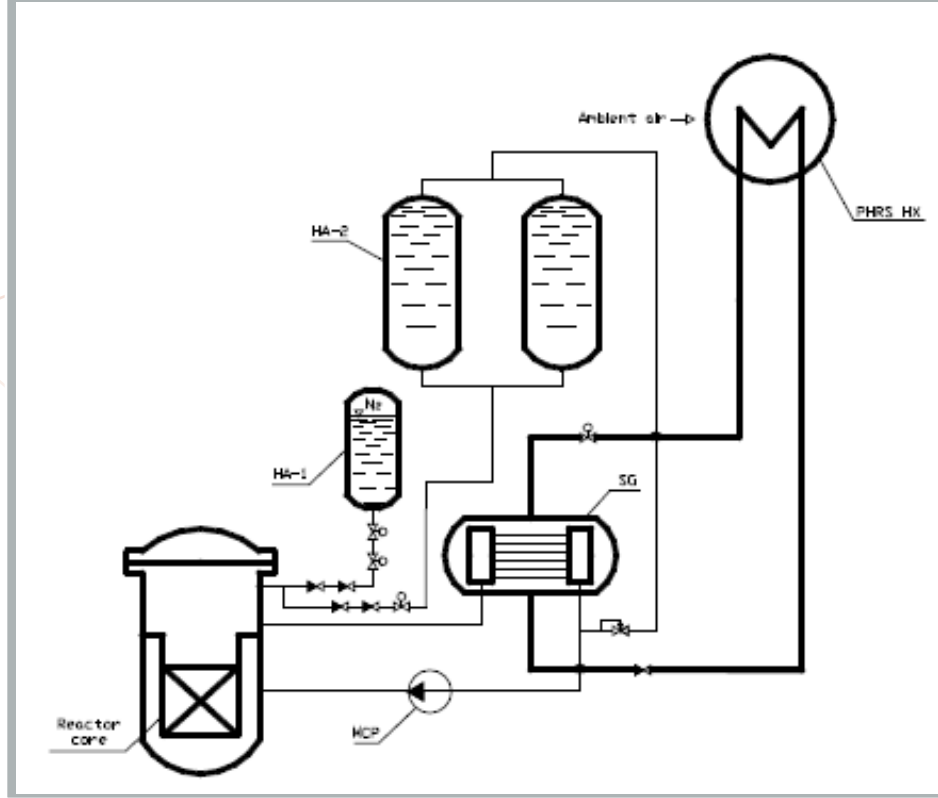 Ambient air
PHRS HX
HA-2
N2
HA-1
SG
Reactor
core
MCP